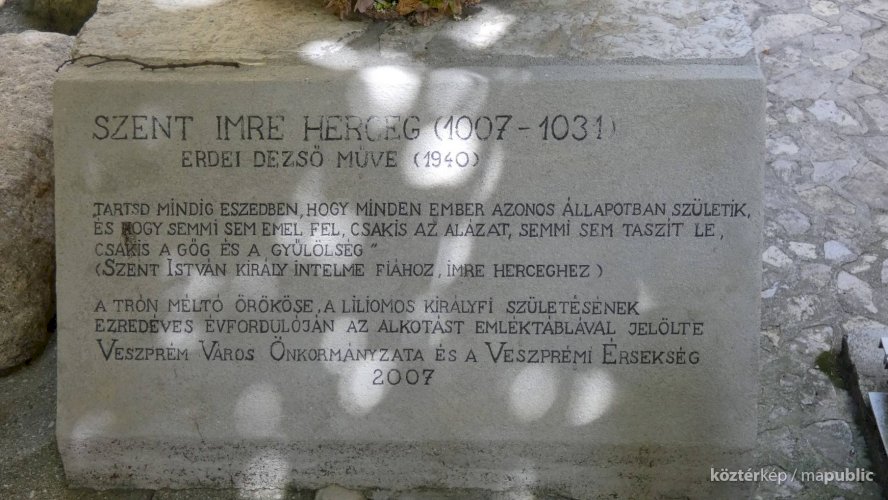 SZENT IMRE HERCEG (1007-1031)
ERDEI DEZSŐ MŰVE (1940)
"TARTSD MINDIG ESZEDBEN, HOGY MINDEN EMBER AZONOS ÁLLAPOTBAN SZÜLETIK,
ÉS HOGY SEMMI SEM EMEL FEL, CSAKIS AZ ALÁZAT, SEMMI SEM TASZÍT LE,
CSAKIS A GŐG ÉS A GYŰLÖLSÉG"
(SZENT ISTVÁN KIRÁLY INTELME FIÁHOZ, IMRE HERCEGHEZ)
A TRÓN MÉLTÓ ÖRÖKÖSE, A LILIOMOS KIRÁLYFI SZÜLETÉSÉNEK
EZREDÉVES ÉVFORDULÓJÁN AZ ALKOTÁST EMLÉKTÁBLÁVAL JELÖLTE
VESZPRÉM VÁROS ÖNKORMÁNYZATA ÉS A VESZPRÉMI ÉRSEKSÉG
2007
köztérkép / mapublic